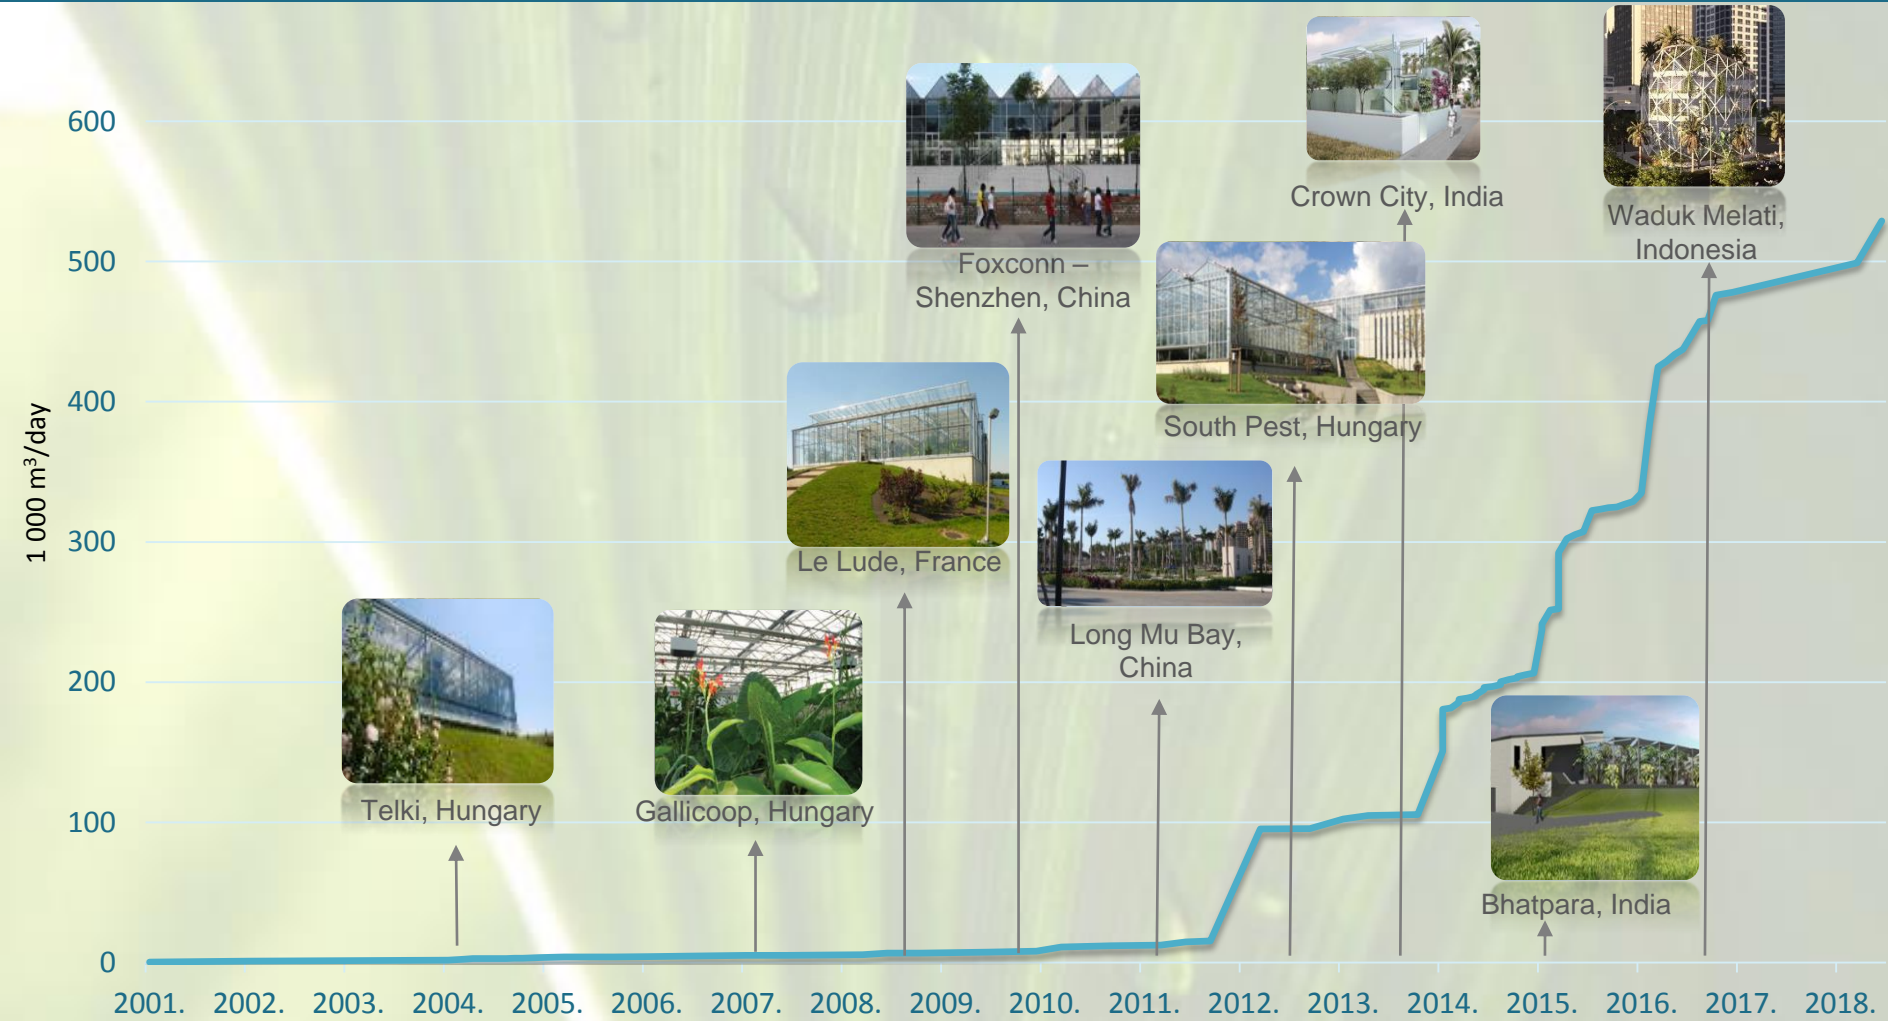 600
500
400
300
200
100
0
1 000 m³/day
Telki, Hungary
Gallicoop, Hungary
Le Lude, France
Foxconn –
Shenzhen, China
Long Mu Bay,
China
South Pest, Hungary
Crown City, India
Bhatpara, India
Waduk Melati,
Indonesia
2001. 2002. 2003. 2004. 2005. 2006. 2007. 2008. 2009. 2010. 2011. 2012. 2013. 2014. 2015. 2016. 2017. 2018.